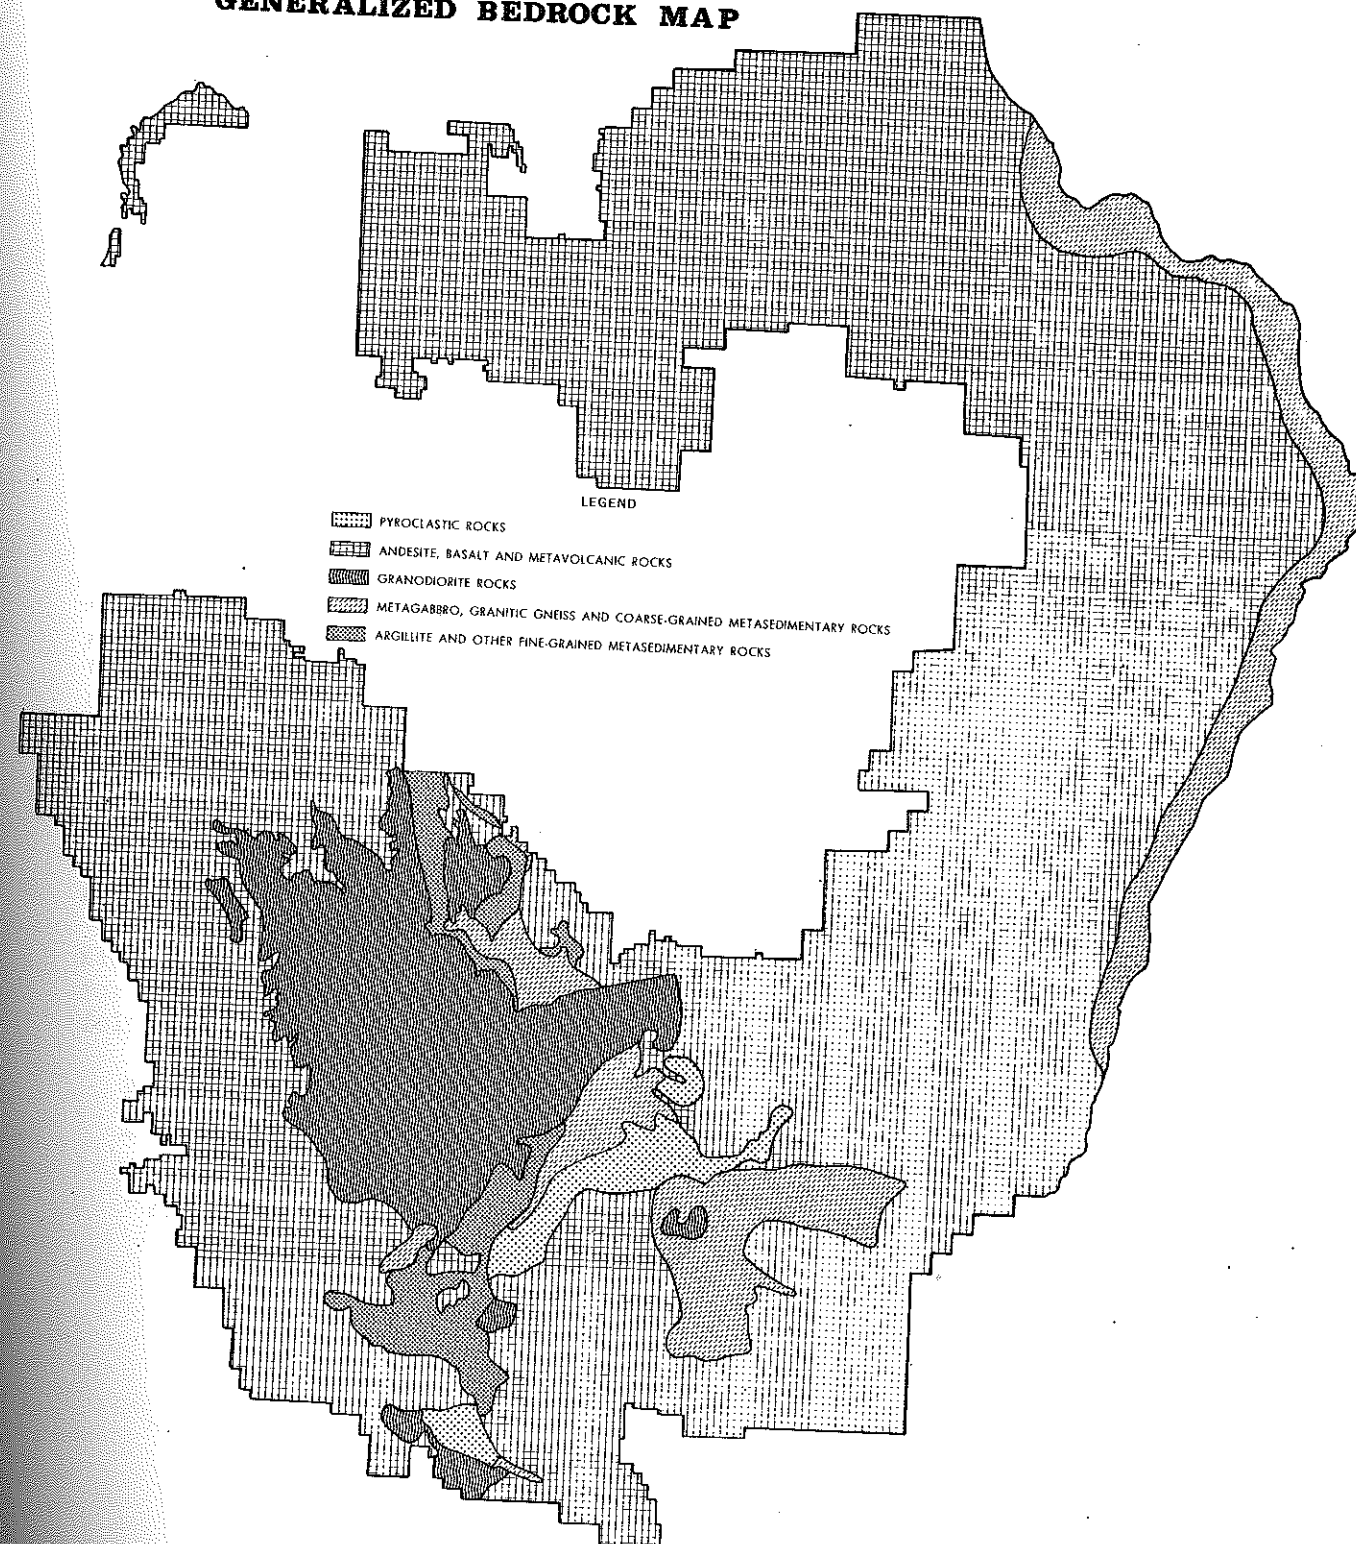 GENERALIZED BEDROCK MAP
LEGEND
PYROCLASTIC ROCKS
ANDESITE, BASALT AND METAVOLCANIC ROCKS
GRANODIORITE ROCKS
METAGABBRO, GRANITIC GNEISS AND COARSE-GRAINED METASEDIMENTARY ROCKS
ARGILLITE AND OTHER FINE-GRAINED METASEDIMENTARY ROCKS